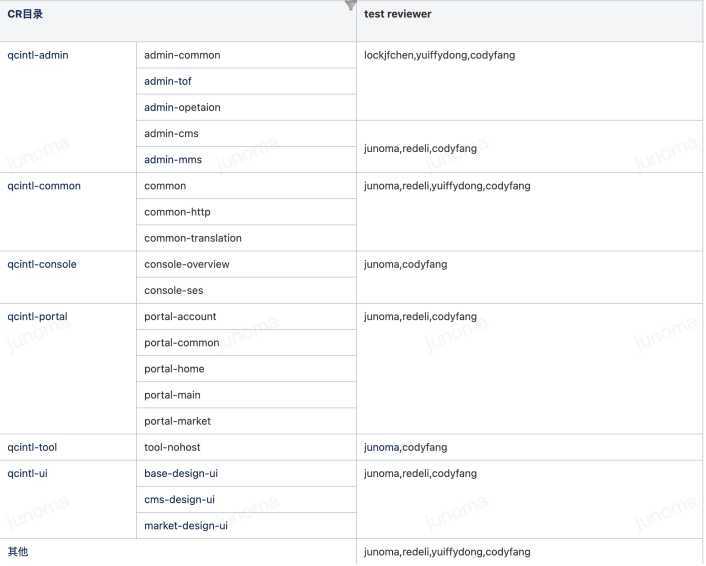 CR目录 test reviewer
qcintl-admin admin-common lockjfchen,yuiffydong,codyfang
admin-tof
admin-opetaion
admin-cms
junoma,redeli,codyfang
admin-mms
qcintl-common common junoma,redeli,yuiffydong,codyfang
common-http
common-translation
qcintl-console console-overview junoma,codyfang
console-ses
qcintl-portal portal-account junoma,redeli,codyfang
portal-common
portal-home
portal-main
portal-market
qcintl-tool tool-nohost junoma,codyfang
qcintl-ui base-design-ui junoma,redeli,codyfang
cms-design-ui
market-design-ui
其他 junoma,redeli,yuiffydong,codyfang
junoma
junoma
junoma
junoma
junoma
junoma
junoma
junoma
junoma
junoma
junoma
junoma